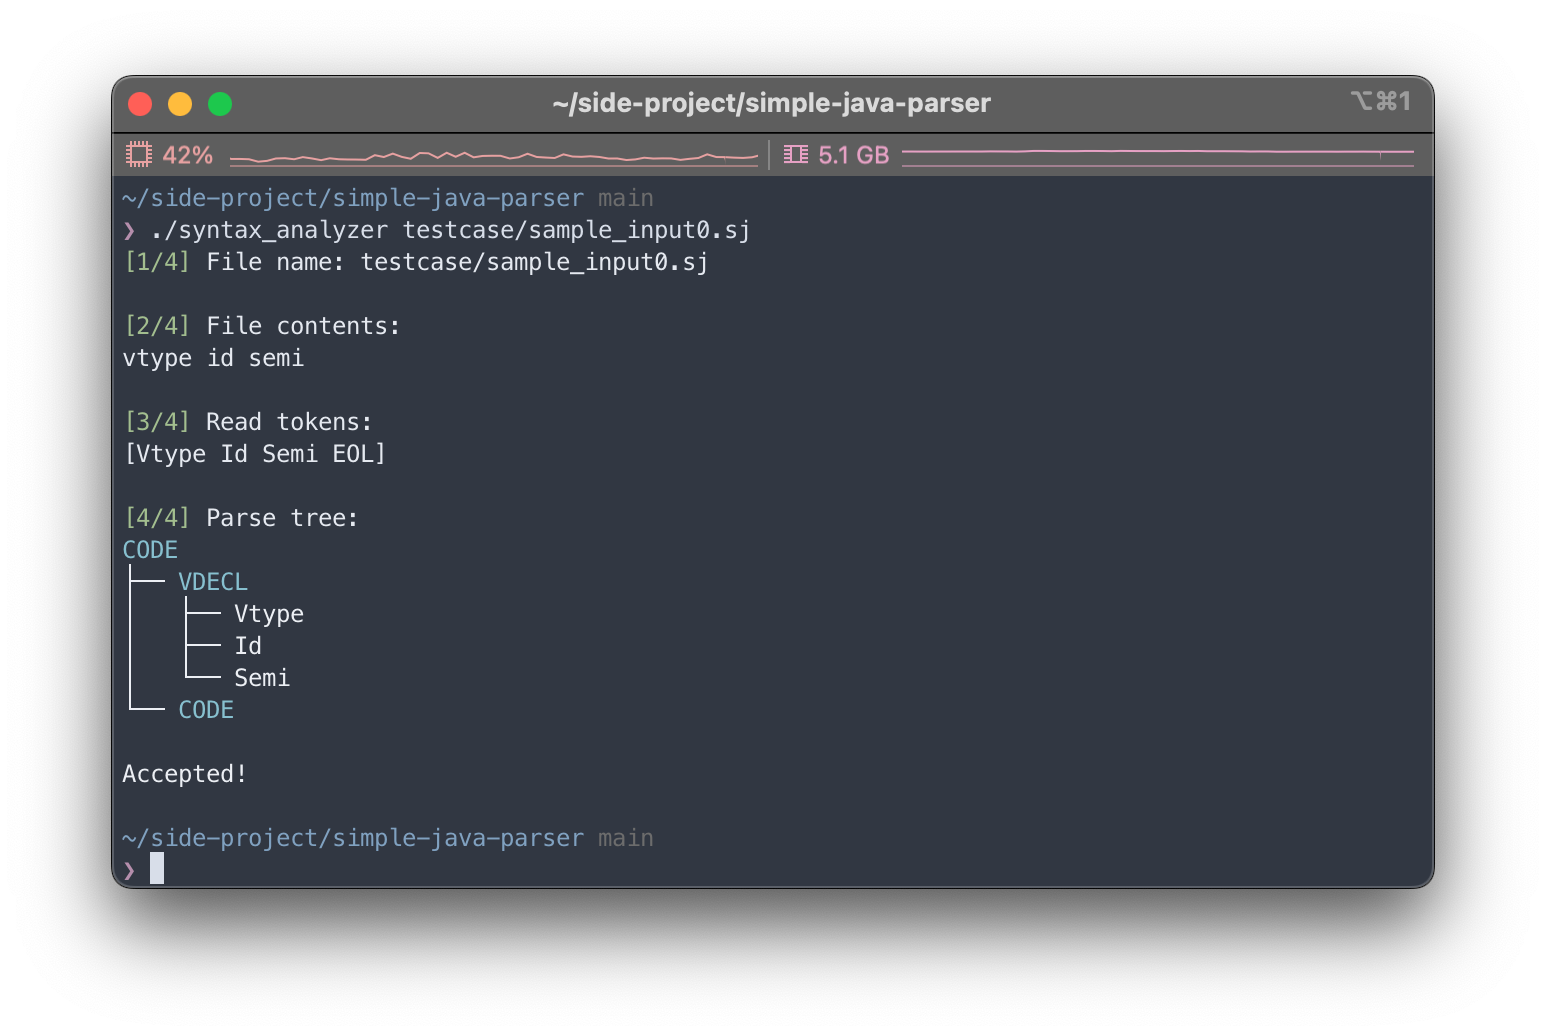 ~/side-project/simple-java-parser ⌥⌘1
42% 5.1 GB
~/side-project/simple-java-parser main
❯ ./syntax_analyzer testcase/sample_input0.sj
[1/4] File name: testcase/sample_input0.sj
[2/4] File contents:
vtype id semi
[3/4] Read tokens:
[Vtype Id Semi EOL]
[4/4] Parse tree:
CODE
├── VDECL
│   ├── Vtype
│   ├── Id
│   └── Semi
└── CODE
Accepted!
~/side-project/simple-java-parser main
❯